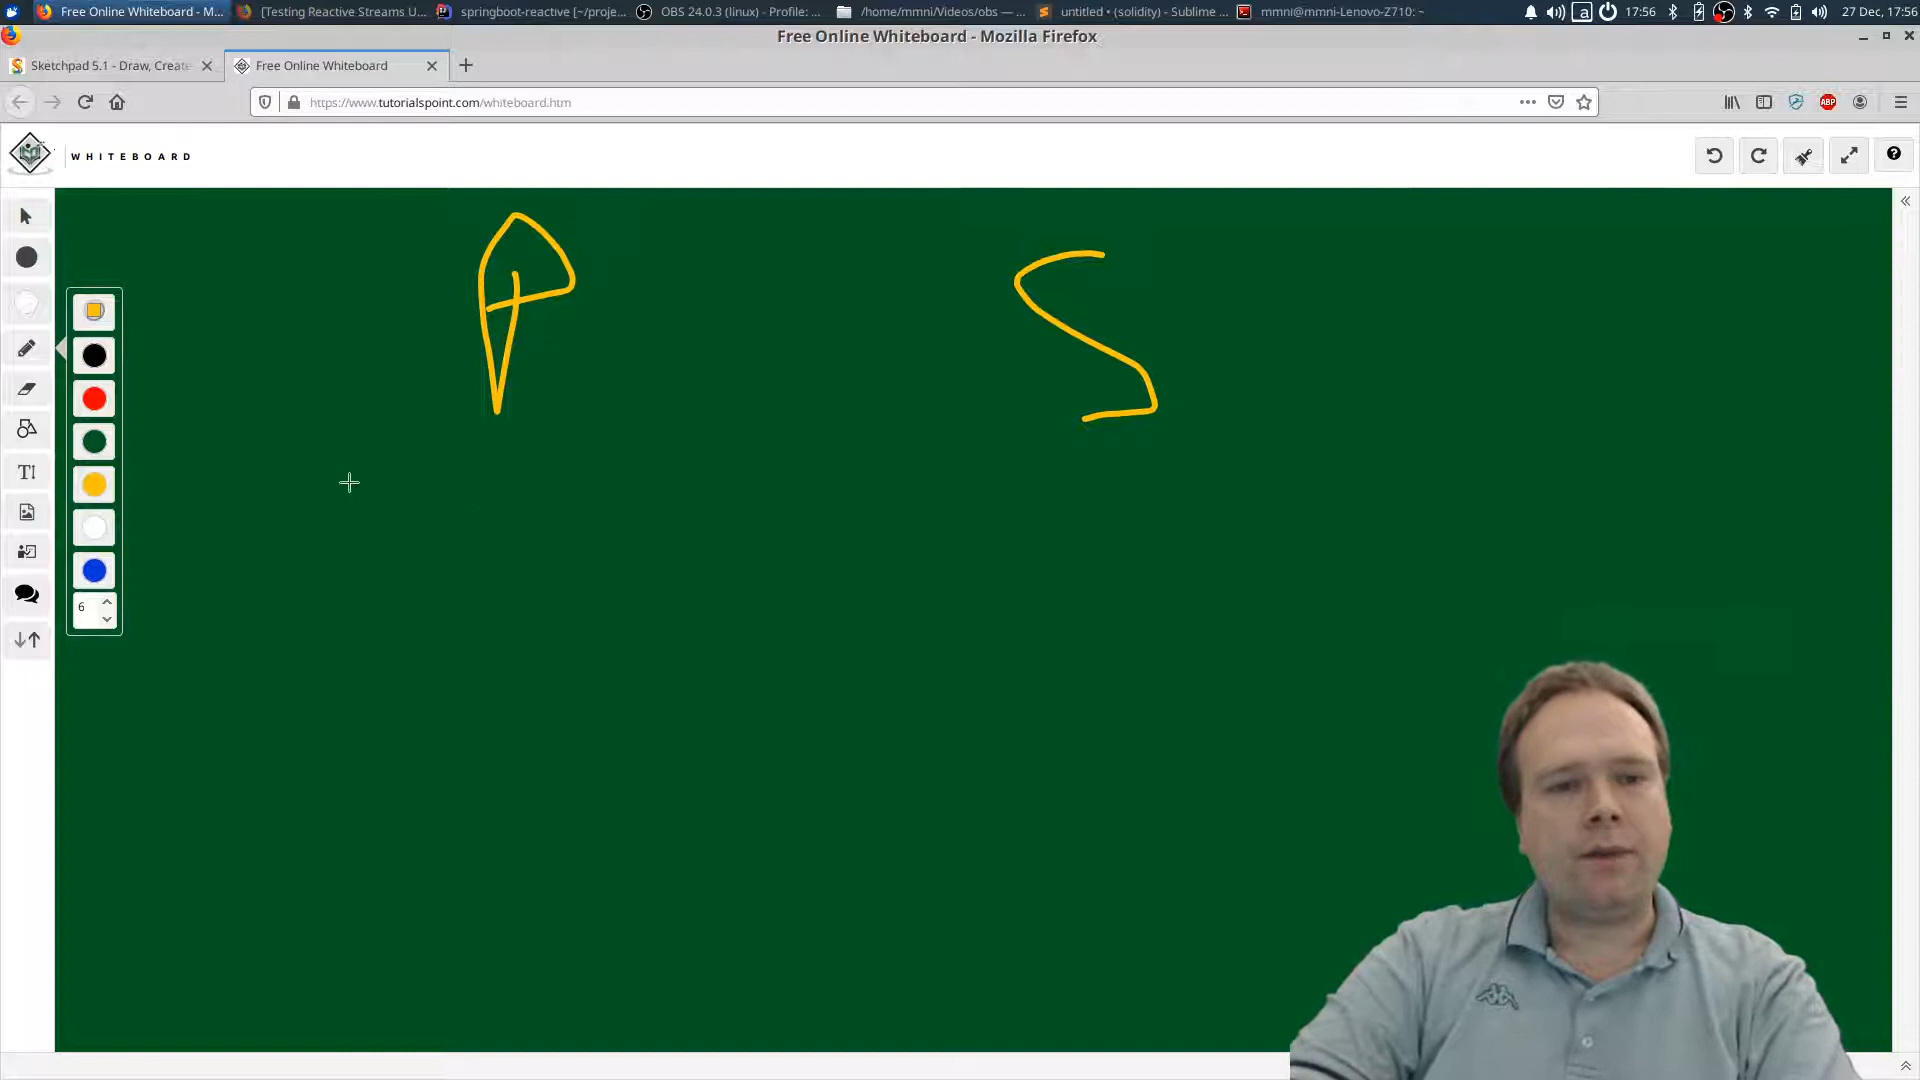 Free Online Whiteboard - M...
[Testing Reactive Streams U...
springboot-reactive [~/proje...
OBS 24.0.3 (linux) - Profile: ...
/home/mmni/Videos/obs — ...
untitled • (solidity) - Sublime ...
mmni@mmni-Lenovo-Z710: ~
a
17:56
27 Dec, 17:56
Free Online Whiteboard - Mozilla Firefox
Sketchpad 5.1 - Draw, Create
Free Online Whiteboard
https://www.tutorialspoint.com/whiteboard.htm
ABP
WHITEBOARD
P S
TI
6